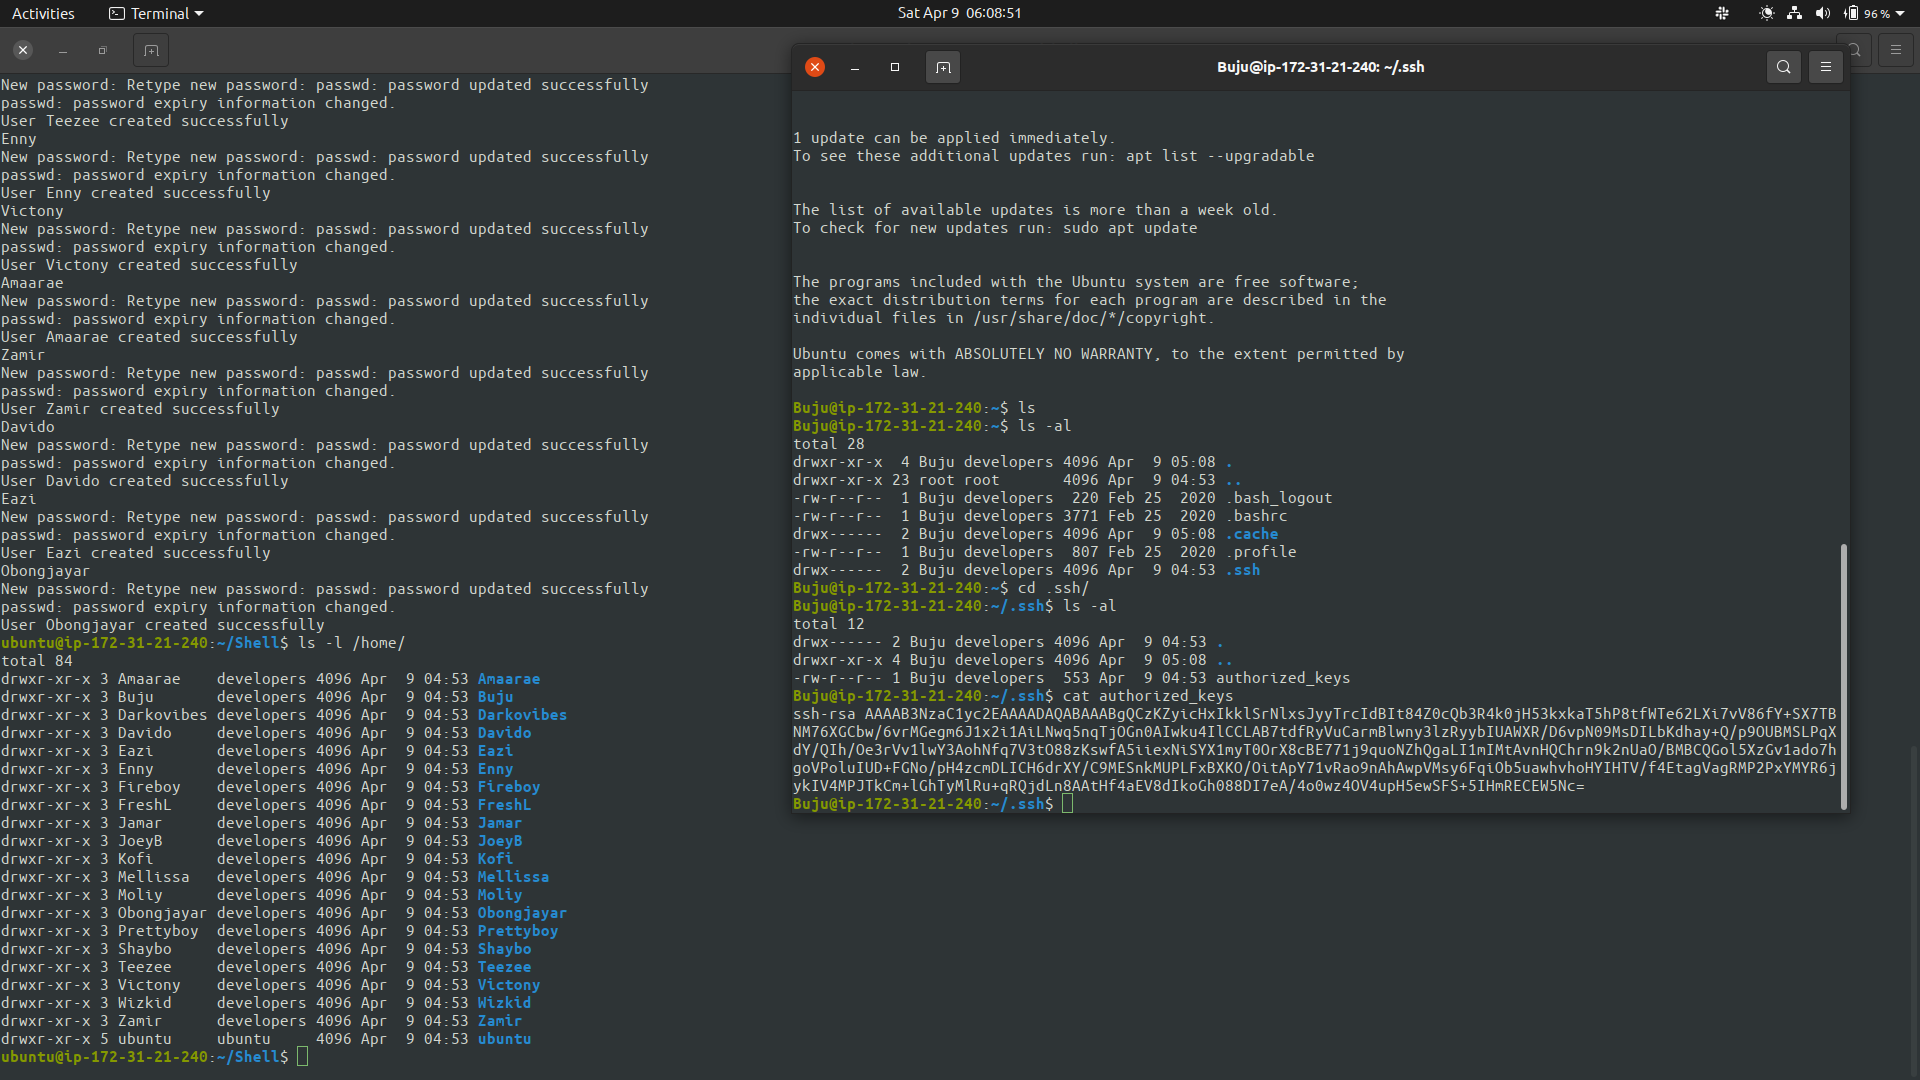 Activities Terminal Sat Apr 9 06:08:51 96 %
New password: Retype new password: passwd: password updated successfully
passwd: password expiry information changed.
User Teezee created successfully
Enny
New password: Retype new password: passwd: password updated successfully
passwd: password expiry information changed.
User Enny created successfully
Victony
New password: Retype new password: passwd: password updated successfully
passwd: password expiry information changed.
User Victony created successfully
Amaarae
New password: Retype new password: passwd: password updated successfully
passwd: password expiry information changed.
User Amaarae created successfully
Zamir
New password: Retype new password: passwd: password updated successfully
passwd: password expiry information changed.
User Zamir created successfully
Davido
New password: Retype new password: passwd: password updated successfully
passwd: password expiry information changed.
User Davido created successfully
Eazi
New password: Retype new password: passwd: password updated successfully
passwd: password expiry information changed.
User Eazi created successfully
Obongjayar
New password: Retype new password: passwd: password updated successfully
passwd: password expiry information changed.
User Obongjayar created successfully
ubuntu@ip-172-31-21-240:~/Shell$ ls -l /home/
total 84
drwxr-xr-x 3 Amaarae    developers 4096 Apr  9 04:53 Amaarae
drwxr-xr-x 3 Buju       developers 4096 Apr  9 04:53 Buju
drwxr-xr-x 3 Darkovibes developers 4096 Apr  9 04:53 Darkovibes
drwxr-xr-x 3 Davido     developers 4096 Apr  9 04:53 Davido
drwxr-xr-x 3 Eazi       developers 4096 Apr  9 04:53 Eazi
drwxr-xr-x 3 Enny       developers 4096 Apr  9 04:53 Enny
drwxr-xr-x 3 Fireboy    developers 4096 Apr  9 04:53 Fireboy
drwxr-xr-x 3 FreshL     developers 4096 Apr  9 04:53 FreshL
drwxr-xr-x 3 Jamar      developers 4096 Apr  9 04:53 Jamar
drwxr-xr-x 3 JoeyB      developers 4096 Apr  9 04:53 JoeyB
drwxr-xr-x 3 Kofi       developers 4096 Apr  9 04:53 Kofi
drwxr-xr-x 3 Mellissa   developers 4096 Apr  9 04:53 Mellissa
drwxr-xr-x 3 Moliy      developers 4096 Apr  9 04:53 Moliy
drwxr-xr-x 3 Obongjayar developers 4096 Apr  9 04:53 Obongjayar
drwxr-xr-x 3 Prettyboy  developers 4096 Apr  9 04:53 Prettyboy
drwxr-xr-x 3 Shaybo     developers 4096 Apr  9 04:53 Shaybo
drwxr-xr-x 3 Teezee     developers 4096 Apr  9 04:53 Teezee
drwxr-xr-x 3 Victony    developers 4096 Apr  9 04:53 Victony
drwxr-xr-x 3 Wizkid     developers 4096 Apr  9 04:53 Wizkid
drwxr-xr-x 3 Zamir      developers 4096 Apr  9 04:53 Zamir
drwxr-xr-x 5 ubuntu     ubuntu     4096 Apr  9 04:53 ubuntu
ubuntu@ip-172-31-21-240:~/Shell$
Buju@ip-172-31-21-240: ~/.ssh
1 update can be applied immediately.
To see these additional updates run: apt list --upgradable
The list of available updates is more than a week old.
To check for new updates run: sudo apt update
The programs included with the Ubuntu system are free software;
the exact distribution terms for each program are described in the
individual files in /usr/share/doc/*/copyright.
Ubuntu comes with ABSOLUTELY NO WARRANTY, to the extent permitted by
applicable law.
Buju@ip-172-31-21-240:~$ ls
Buju@ip-172-31-21-240:~$ ls -al
total 28
drwxr-xr-x  4 Buju developers 4096 Apr  9 05:08 .
drwxr-xr-x 23 root root       4096 Apr  9 04:53 ..
-rw-r--r--  1 Buju developers  220 Feb 25  2020 .bash_logout
-rw-r--r--  1 Buju developers 3771 Feb 25  2020 .bashrc
drwx------  2 Buju developers 4096 Apr  9 05:08 .cache
-rw-r--r--  1 Buju developers  807 Feb 25  2020 .profile
drwx------  2 Buju developers 4096 Apr  9 04:53 .ssh
Buju@ip-172-31-21-240:~$ cd .ssh/
Buju@ip-172-31-21-240:~/.ssh$ ls -al
total 12
drwx------ 2 Buju developers 4096 Apr  9 04:53 .
drwxr-xr-x 4 Buju developers 4096 Apr  9 05:08 ..
-rw-r--r-- 1 Buju developers  553 Apr  9 04:53 authorized_keys
Buju@ip-172-31-21-240:~/.ssh$ cat authorized_keys
ssh-rsa AAAAB3NzaC1yc2EAAAADAQABAAABgQCzKZyicHxIkklSrNlxsJyyTrcIdBIt84Z0cQb3R4k0jH53kxkaT5hP8tfWTe62LXi7vV86fY+SX7TB
NM76XGCbw/6vrMGegm6J1x2i1AiLNwq5nqTjOGn0AIwku4IlCCLAB7tdfRyVuCarmBlwny3lzRyybIUAWXR/D6vpN09MsDILbKdhay+Q/p9OUBMSLPqX
dY/QIh/Oe3rVv1lwY3AohNfq7V3tO88zKswfA5iiexNiSYX1myT0OrX8cBE771j9quoNZhQgaLI1mIMtAvnHQChrn9k2nUaO/BMBCQGol5XzGv1ado7h
goVPoluIUD+FGNo/pH4zcmDLICH6drXY/C9MESnkMUPLFxBXKO/OitApY71vRao9nAhAwpVMsy6FqiOb5uawhvhoHYIHTV/f4EtagVagRMP2PxYMYR6j
ykIV4MPJTkCm+lGhTyMlRu+qRQjdLn8AAtHf4aEV8dIkoGh088DI7eA/4o0wz4OV4upH5ewSFS+5IHmRECEW5Nc=
Buju@ip-172-31-21-240:~/.ssh$